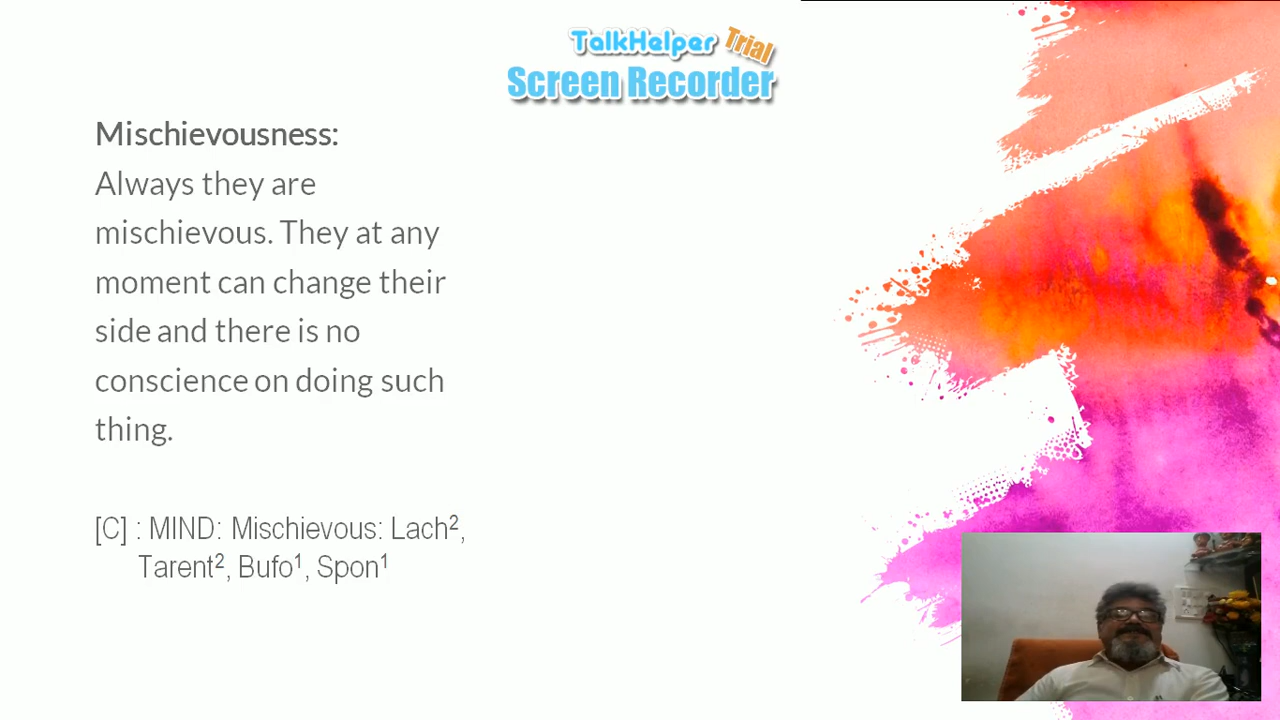 TalkHelper Trial
Screen Recorder
Mischievousness:
Always they are
mischievous. They at any
moment can change their
side and there is no
conscience on doing such
thing.
[C] : MIND: Mischievous: Lach²,
Tarent², Bufo¹, Spon¹